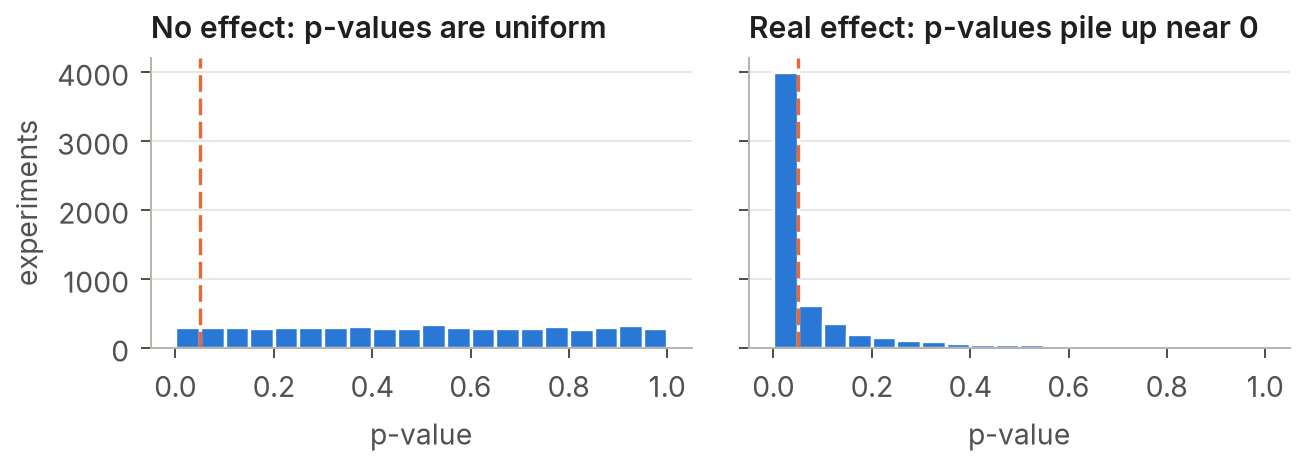 No effect: p-values are uniform
Real effect: p-values pile up near 0
experiments
4000
3000
2000
1000
0
0.0 0.2 0.4 0.6 0.8 1.0
p-value
0.0 0.2 0.4 0.6 0.8 1.0
p-value